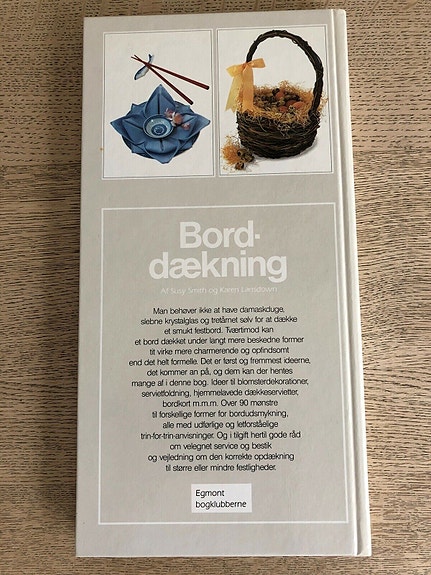 Bord-
dækning
Af Susy Smith og Karen Lansdown
Man behøver ikke at have damaskduge,
slebne krystalglas og tretårnet sølv for at dække
et smukt festbord. Tværtimod kan
et bord dækket under langt mere beskedne former
tit virke mere charmerende og opfindsomt
end det helt formelle. Det er først og fremmest ideerne,
det kommer an på, og dem kan der hentes
mange af i denne bog. Ideer til blomsterdekorationer,
servietfoldning, hjemmelavede dækkeservietter,
bordkort m.m.m. Over 90 mønstre
til forskellige former for bordudsmykning,
alle med udførlige og letforståelige
trin-for-trin-anvisninger. Og i tilgift hertil gode råd
om velegnet service og bestik
og vejledning om den korrekte opdækning
til større eller mindre festligheder.
Egmont
bogklubberne